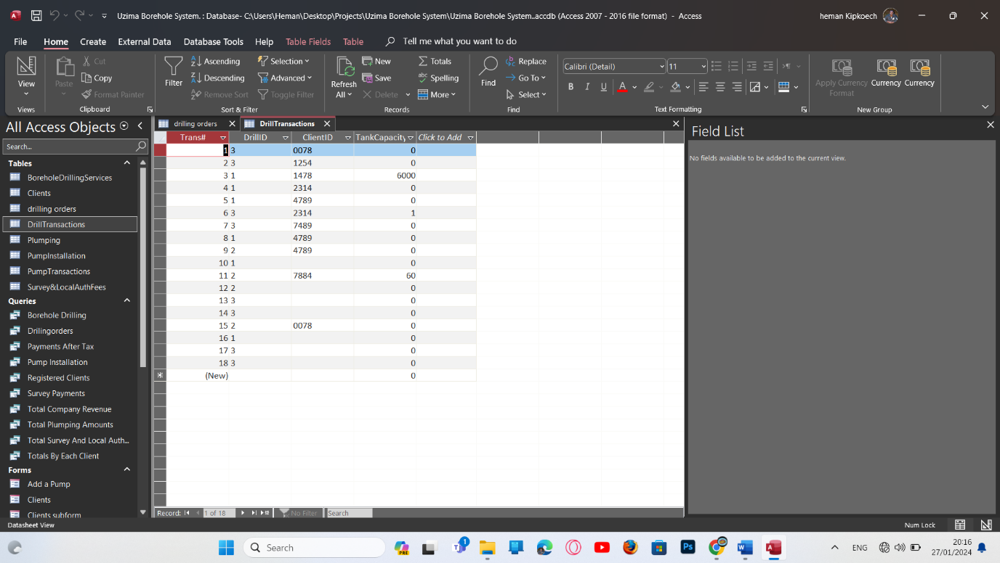 Uzima Borehole System. : Database- C:\Users\Heman\Desktop\Projects\Uzima Borehole System\Uzima Borehole System..accdb (Access 2007 - 2016 file format) - Access
heman Kipkoech
File Home Create External Data Database Tools Help Table Fields Table Tell me what you want to do
View
Views
Paste
Cut
Copy
Format Painter
Clipboard
Filter
Ascending
Descending
Remove Sort
Selection
Advanced
Toggle Filter
Sort & Filter
Refresh
All
New
Save
Delete
Totals
Spelling
More
Records
Find
Replace
Go To
Select
Find
Calibri (Detail) 11
B I U A
Text Formatting
Apply Currency
Format
Currency
Currency
New Group
All Access Objects
Search...
Tables
BoreholeDrillingServices
Clients
drilling orders
DrillTransactions
Plumping
PumpInstallation
PumpTransactions
Survey&LocalAuthFees
Queries
Borehole Drilling
Drilingorders
Payments After Tax
Pump Installation
Registered Clients
Survey Payments
Total Company Revenue
Total Plumping Amounts
Total Survey And Local Auth...
Totals By Each Client
Forms
Add a Pump
Clients
Clients subform
drilling orders DrillTransactions
Trans# DrillID ClientID TankCapacity Click to Add
1 3 0078 0
2 3 1254 0
3 1 1478 6000
4 1 2314 0
5 1 4789 0
6 3 2314 1
7 3 7489 0
8 1 4789 0
9 2 4789 0
10 1 0
11 2 7884 60
12 2 0
13 3 0
14 3 0
15 2 0078 0
16 1 0
17 3 0
18 3 0
(New) 0
Record: 1 of 18 No Filter Search
Field List
No fields available to be added to the current view.
Datasheet View
Num Lock
Search
PRE
1
Ps
W
ENG
20:16
27/01/2024